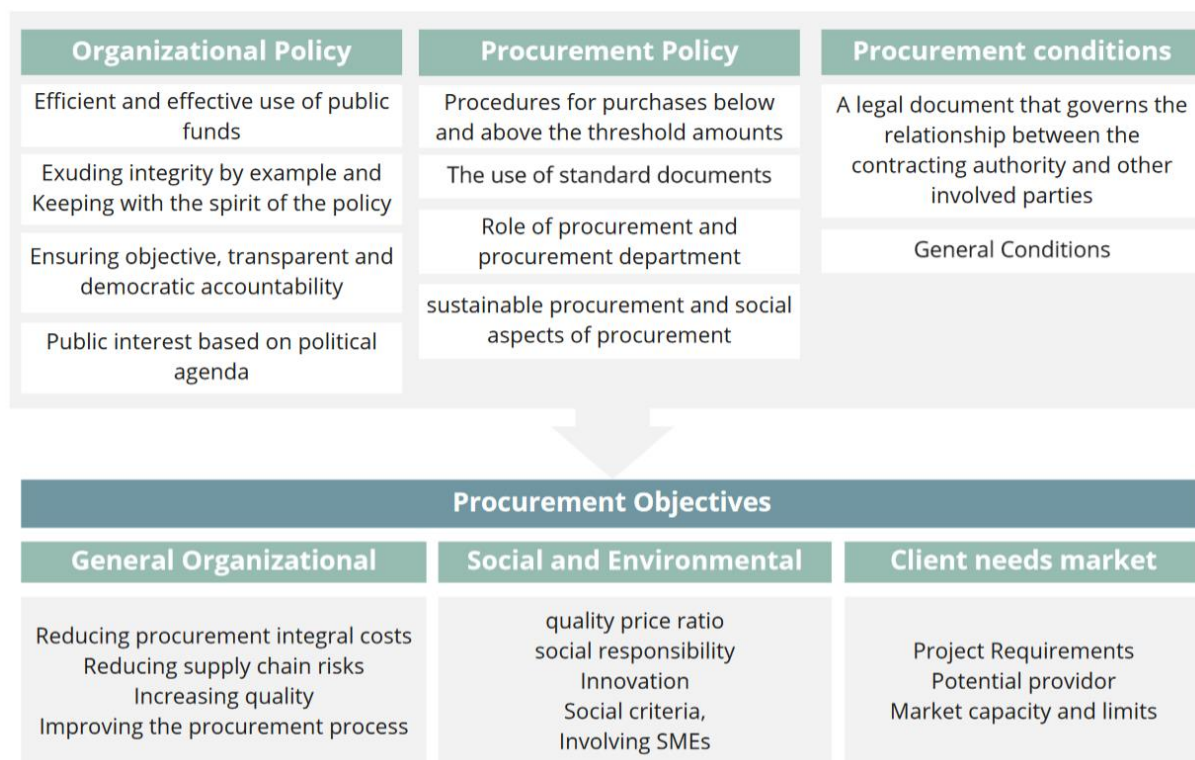 Organizational Policy
Efficient and effective use of public
funds
Exuding integrity by example and
Keeping with the spirit of the policy
Ensuring objective, transparent and
democratic accountability
Public interest based on political
agenda
Procurement Policy
Procedures for purchases below
and above the threshold amounts
The use of standard documents
Role of procurement and
procurement department
sustainable procurement and social
aspects of procurement
Procurement conditions
A legal document that governs the
relationship between the
contracting authority and other
involved parties
General Conditions
Procurement Objectives
General Organizational
Reducing procurement integral costs
Reducing supply chain risks
Increasing quality
Improving the procurement process
Social and Environmental
quality price ratio
social responsibility
Innovation
Social criteria,
Involving SMEs
Client needs market
Project Requirements
Potential providor
Market capacity and limits